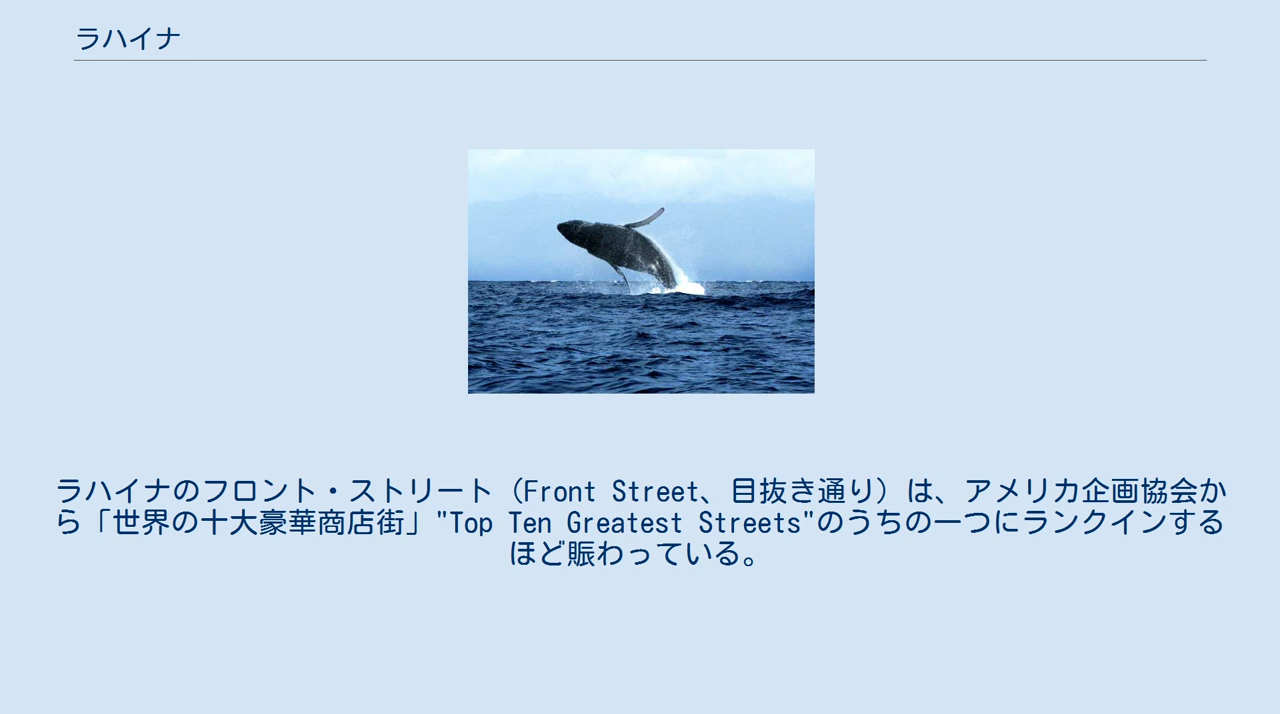 ラハイナ
ラハイナのフロント・ストリート（Front Street、目抜き通り）は、アメリカ企画協会か
ら「世界の十大豪華商店街」"Top Ten Greatest Streets"のうちの一つにランクインする
ほど賑わっている。